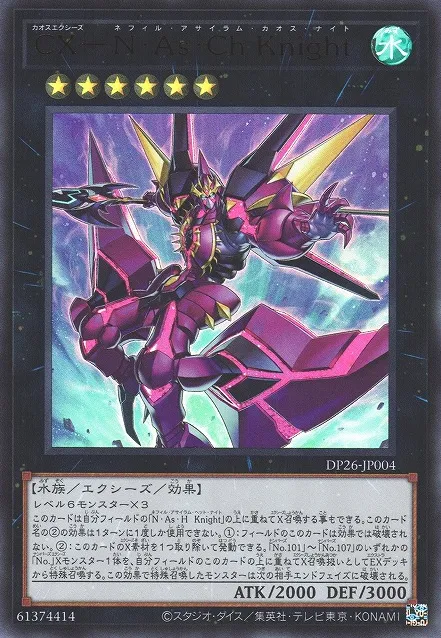 カオスエクシーズ ネフィル・アサイラム・カオス・ナイト
CX－N・As・Ch Knight
水
DP26-JP004
【水族／エクシーズ／効果】
レベル６モンスター×３
このカードは自分フィールドの「N・As・H Knight」の上に重ねてX召喚する事もできる。このカード
名の②の効果は１ターンに１度しか使用できない。①：フィールドのこのカードは効果では破壊さ
れない。②：このカードのX素材を１つ取り除いて発動できる。「No.101」～「No.107」のいずれかの
「No.」Xモンスター１体を、自分フィールドのこのカードの上に重ねてX召喚扱いとしてEXデッキ
から特殊召喚する。この効果で特殊召喚したモンスターは次の相手エンドフェイズに破壊される。
ATK/2000 DEF/3000
61374414
©スタジオ・ダイス／集英社・テレビ東京・KONAMI